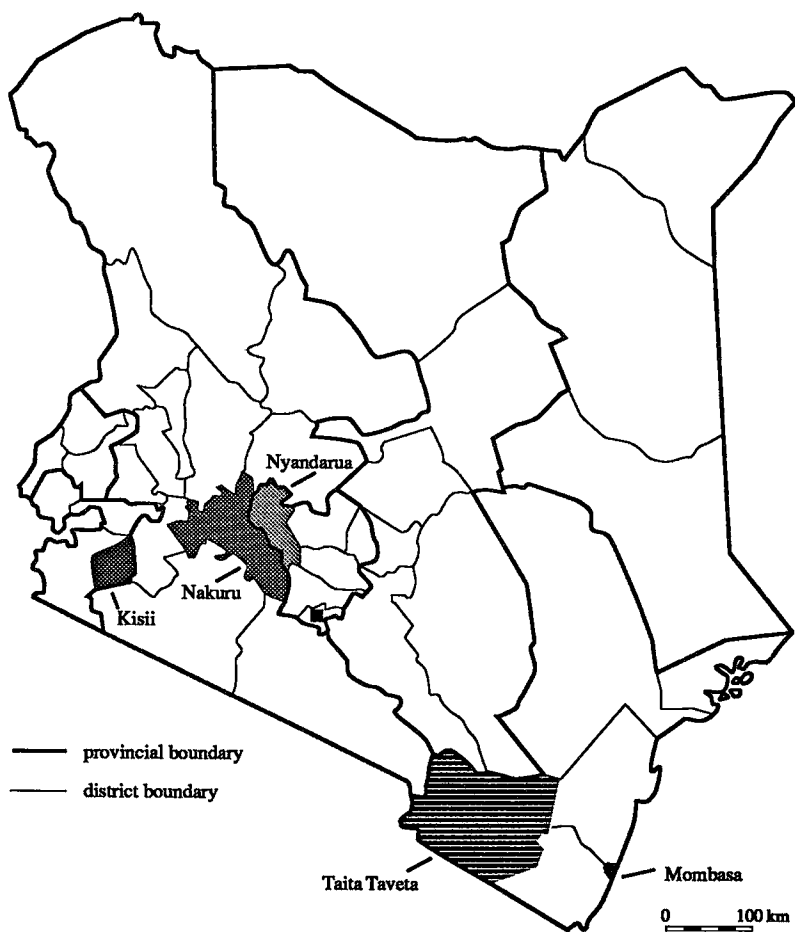 Nyandarua
Nakuru
Kisii
provincial boundary
district boundary
Taita Taveta
Mombasa
0 100 km